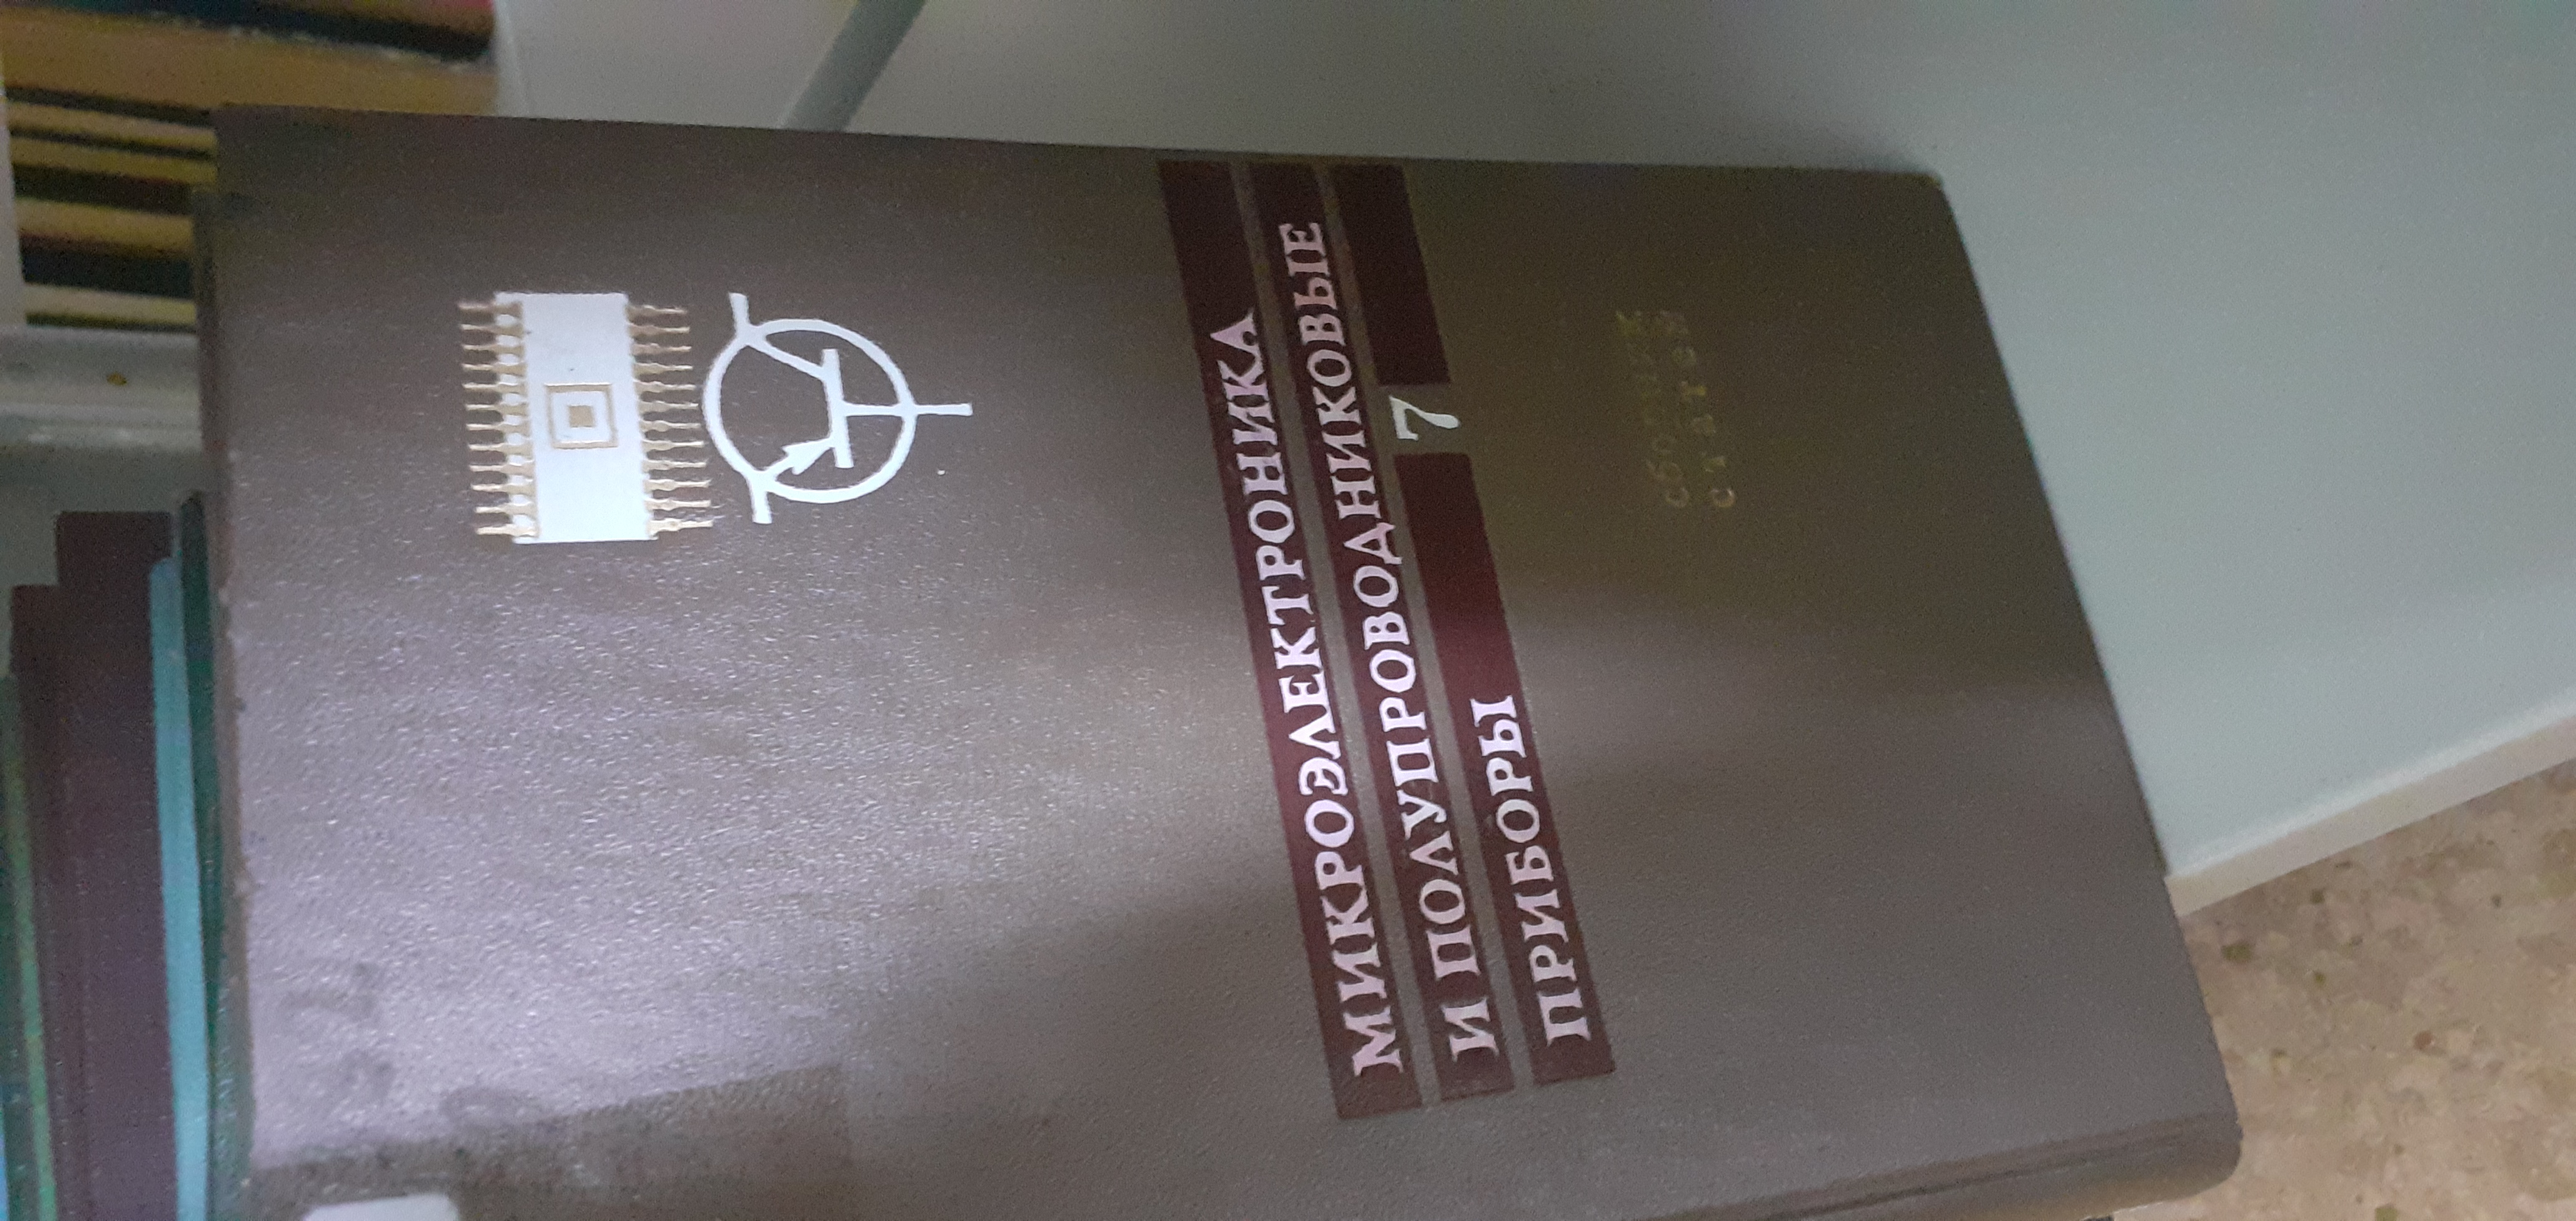 МИКРОЭЛЕКТРОНИКА
И ПОЛУПРОВОДНИКОВЫЕ
ПРИБОРЫ 7
сборник
статей